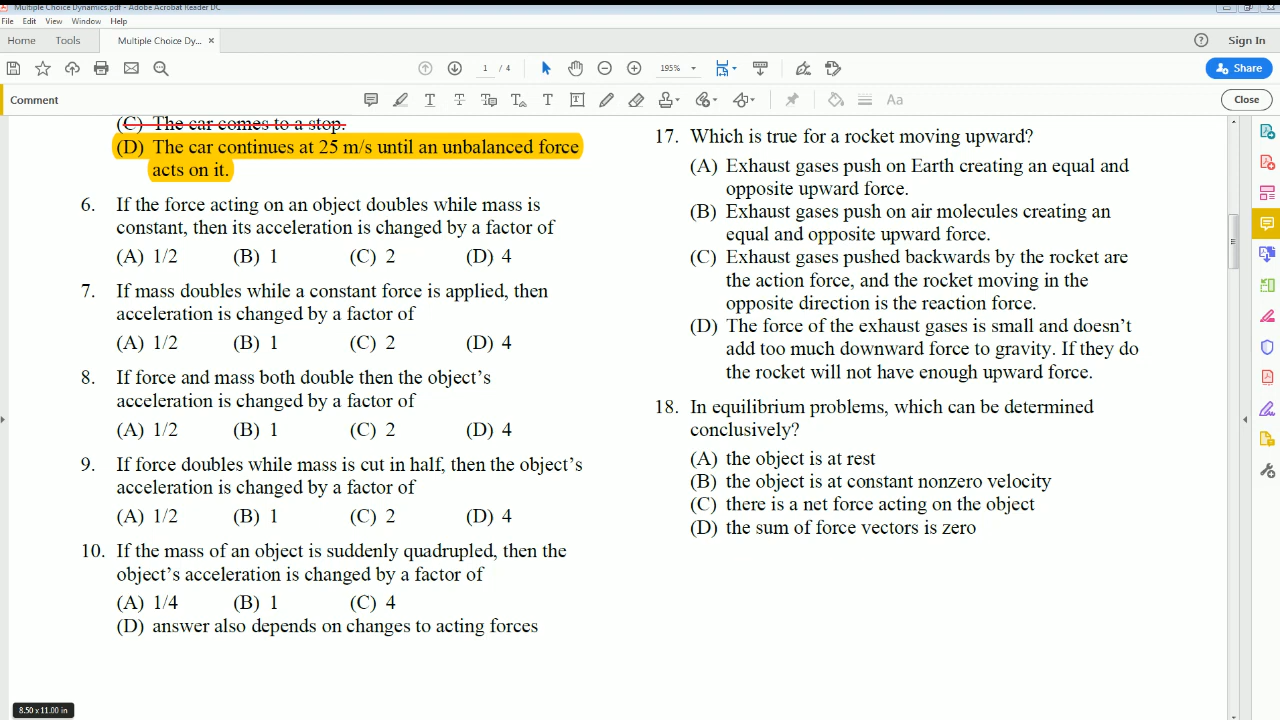 Multiple Choice Dynamics.pdf - Adobe Acrobat Reader DC
File Edit View Window Help
Home Tools Multiple Choice Dy... × ? Sign In
1 / 4 195% Share
Comment Aa Close
(C) The car comes to a stop.
(D) The car continues at 25 m/s until an unbalanced force
acts on it.
6. If the force acting on an object doubles while mass is
constant, then its acceleration is changed by a factor of
(A) 1/2 (B) 1 (C) 2 (D) 4
7. If mass doubles while a constant force is applied, then
acceleration is changed by a factor of
(A) 1/2 (B) 1 (C) 2 (D) 4
8. If force and mass both double then the object’s
acceleration is changed by a factor of
(A) 1/2 (B) 1 (C) 2 (D) 4
9. If force doubles while mass is cut in half, then the object’s
acceleration is changed by a factor of
(A) 1/2 (B) 1 (C) 2 (D) 4
10. If the mass of an object is suddenly quadrupled, then the
object’s acceleration is changed by a factor of
(A) 1/4 (B) 1 (C) 4
(D) answer also depends on changes to acting forces
17. Which is true for a rocket moving upward?
(A) Exhaust gases push on Earth creating an equal and
opposite upward force.
(B) Exhaust gases push on air molecules creating an
equal and opposite upward force.
(C) Exhaust gases pushed backwards by the rocket are
the action force, and the rocket moving in the
opposite direction is the reaction force.
(D) The force of the exhaust gases is small and doesn’t
add too much downward force to gravity. If they do
the rocket will not have enough upward force.
18. In equilibrium problems, which can be determined
conclusively?
(A) the object is at rest
(B) the object is at constant nonzero velocity
(C) there is a net force acting on the object
(D) the sum of force vectors is zero
8.50 x 11.00 in